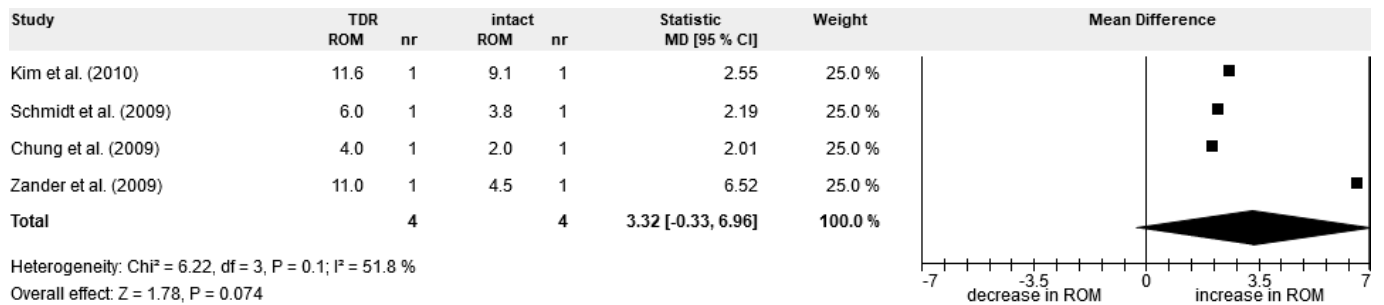 Study TDR intact Statistic Weight Mean Difference
ROM nr ROM nr MD [95 % CI]
Kim et al. (2010) 11.6 1 9.1 1 2.55 25.0 %
Schmidt et al. (2009) 6.0 1 3.8 1 2.19 25.0 %
Chung et al. (2009) 4.0 1 2.0 1 2.01 25.0 %
Zander et al. (2009) 11.0 1 4.5 1 6.52 25.0 %
Total 4 4 3.32 [-0.33, 6.96] 100.0 %
Heterogeneity: Chi² = 6.22, df = 3, P = 0.1; I² = 51.8 %
Overall effect: Z = 1.78, P = 0.074
-7 -3.5 0 3.5 7
decrease in ROM increase in ROM